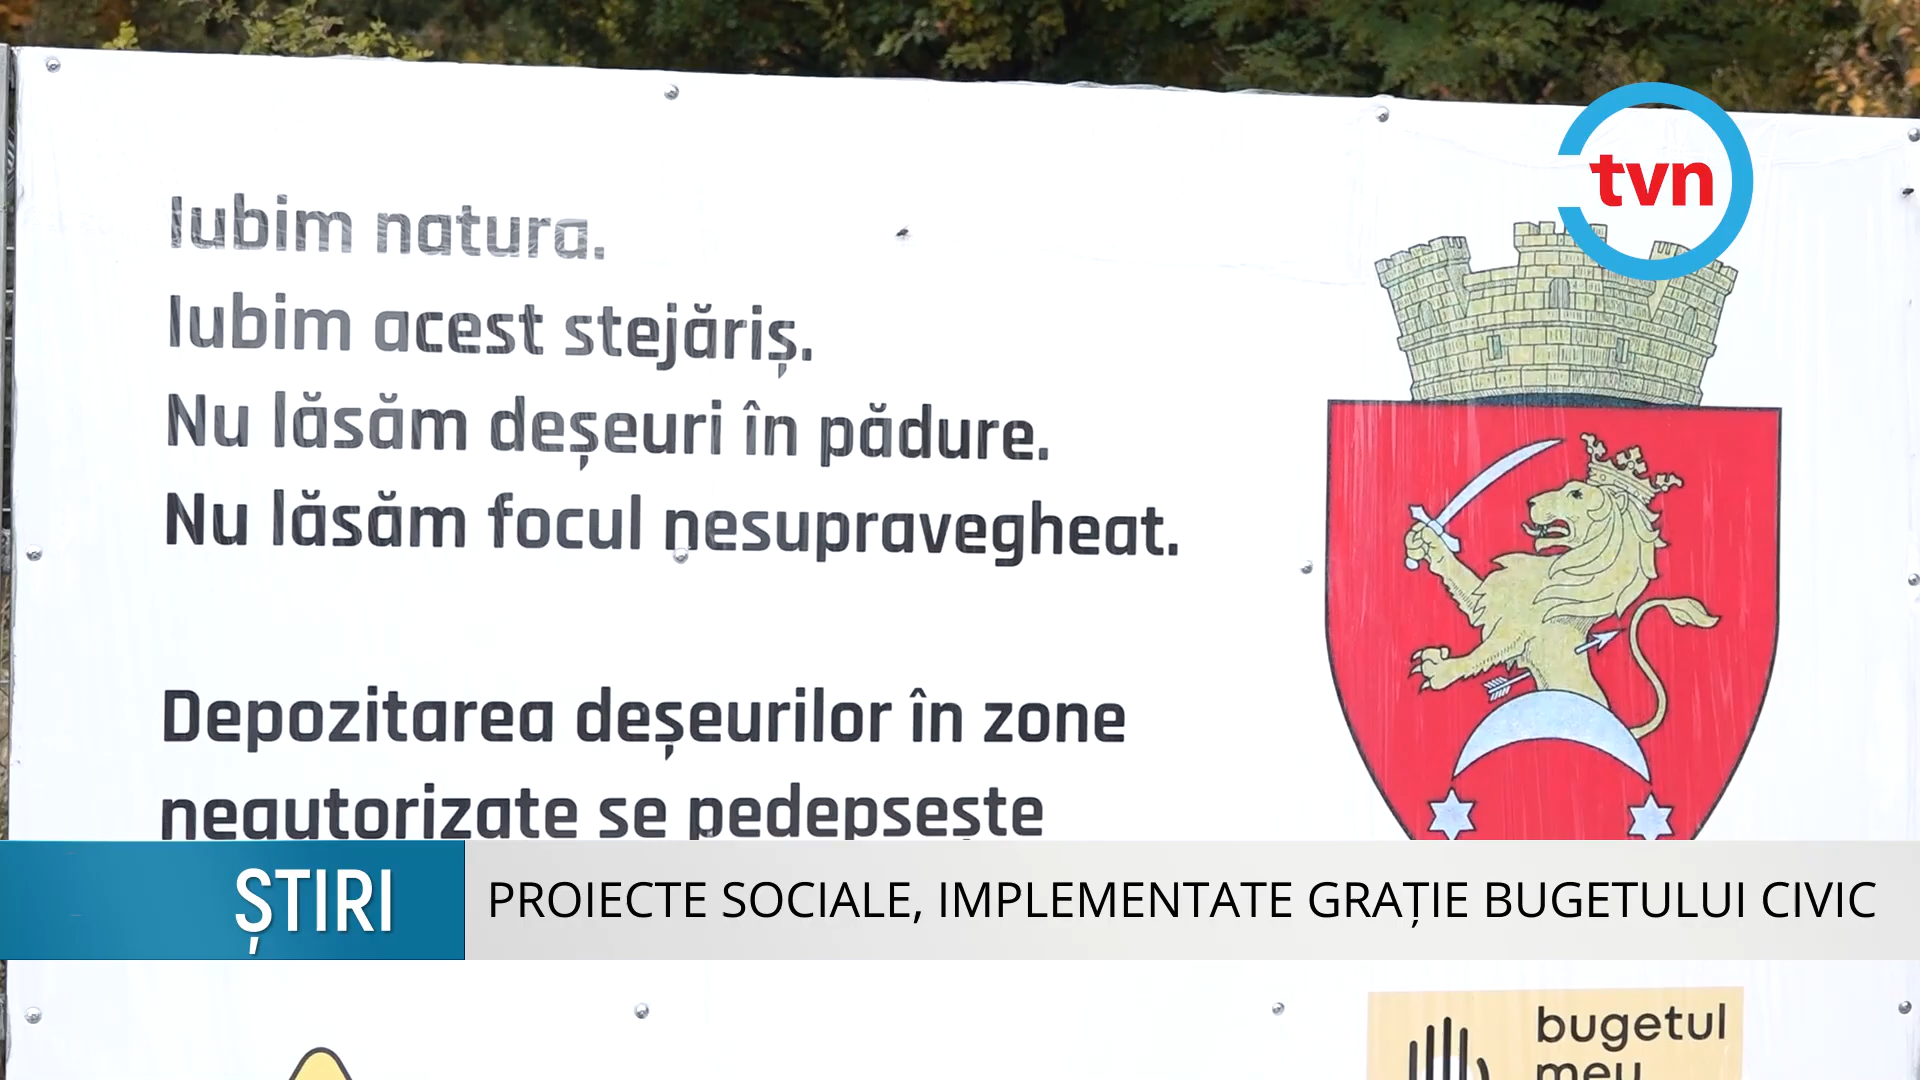 tvn
Iubim natura.
Iubim acest stejăriș.
Nu lăsăm deșeuri în pădure.
Nu lăsăm focul nesupravegheat.
Depozitarea deșeurilor în zone
neautorizate se pedepsește
ȘTIRI
PROIECTE SOCIALE, IMPLEMENTATE GRAȚIE BUGETULUI CIVIC
bugetul
meu